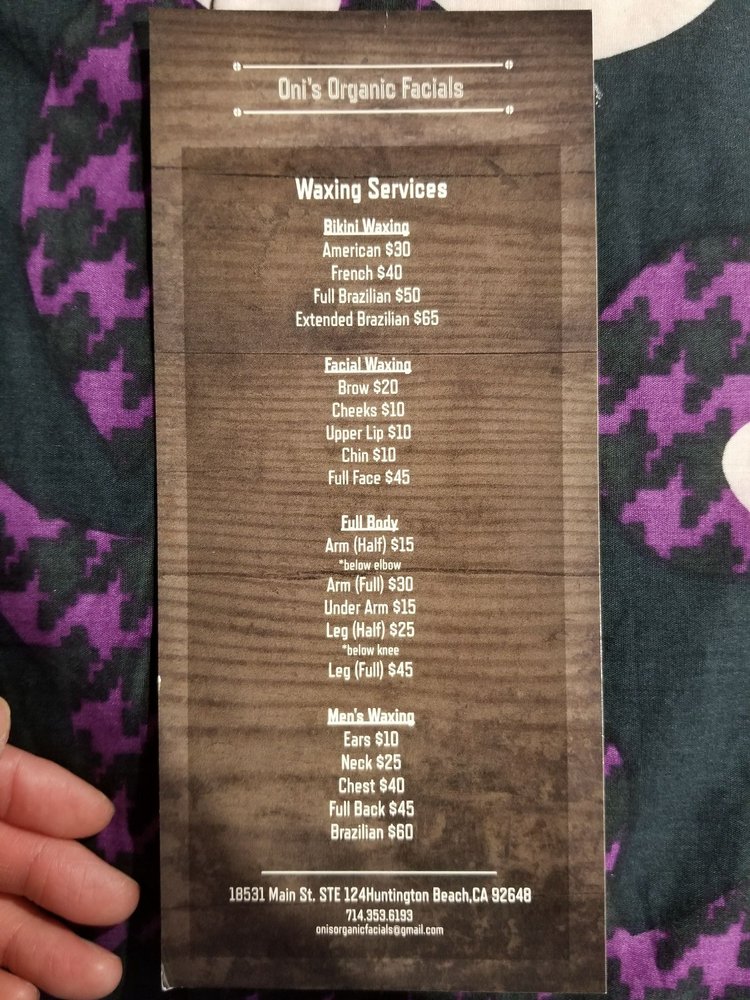 Oni's Organic Facials
Waxing Services
Bikini Waxing
American $30
French $40
Full Brazilian $50
Extended Brazilian $65
Facial Waxing
Brow $20
Cheeks $10
Upper Lip $10
Chin $10
Full Face $45
Full Body
Arm (Half) $15
*below elbow
Arm (Full) $30
Under Arm $15
Leg (Half) $25
*below knee
Leg (Full) $45
Men's Waxing
Ears $10
Neck $25
Chest $40
Full Back $45
Brazilian $60
18531 Main St. STE 124Huntington Beach,CA 92648
714.353.6193
onisorganicfacials@gmail.com